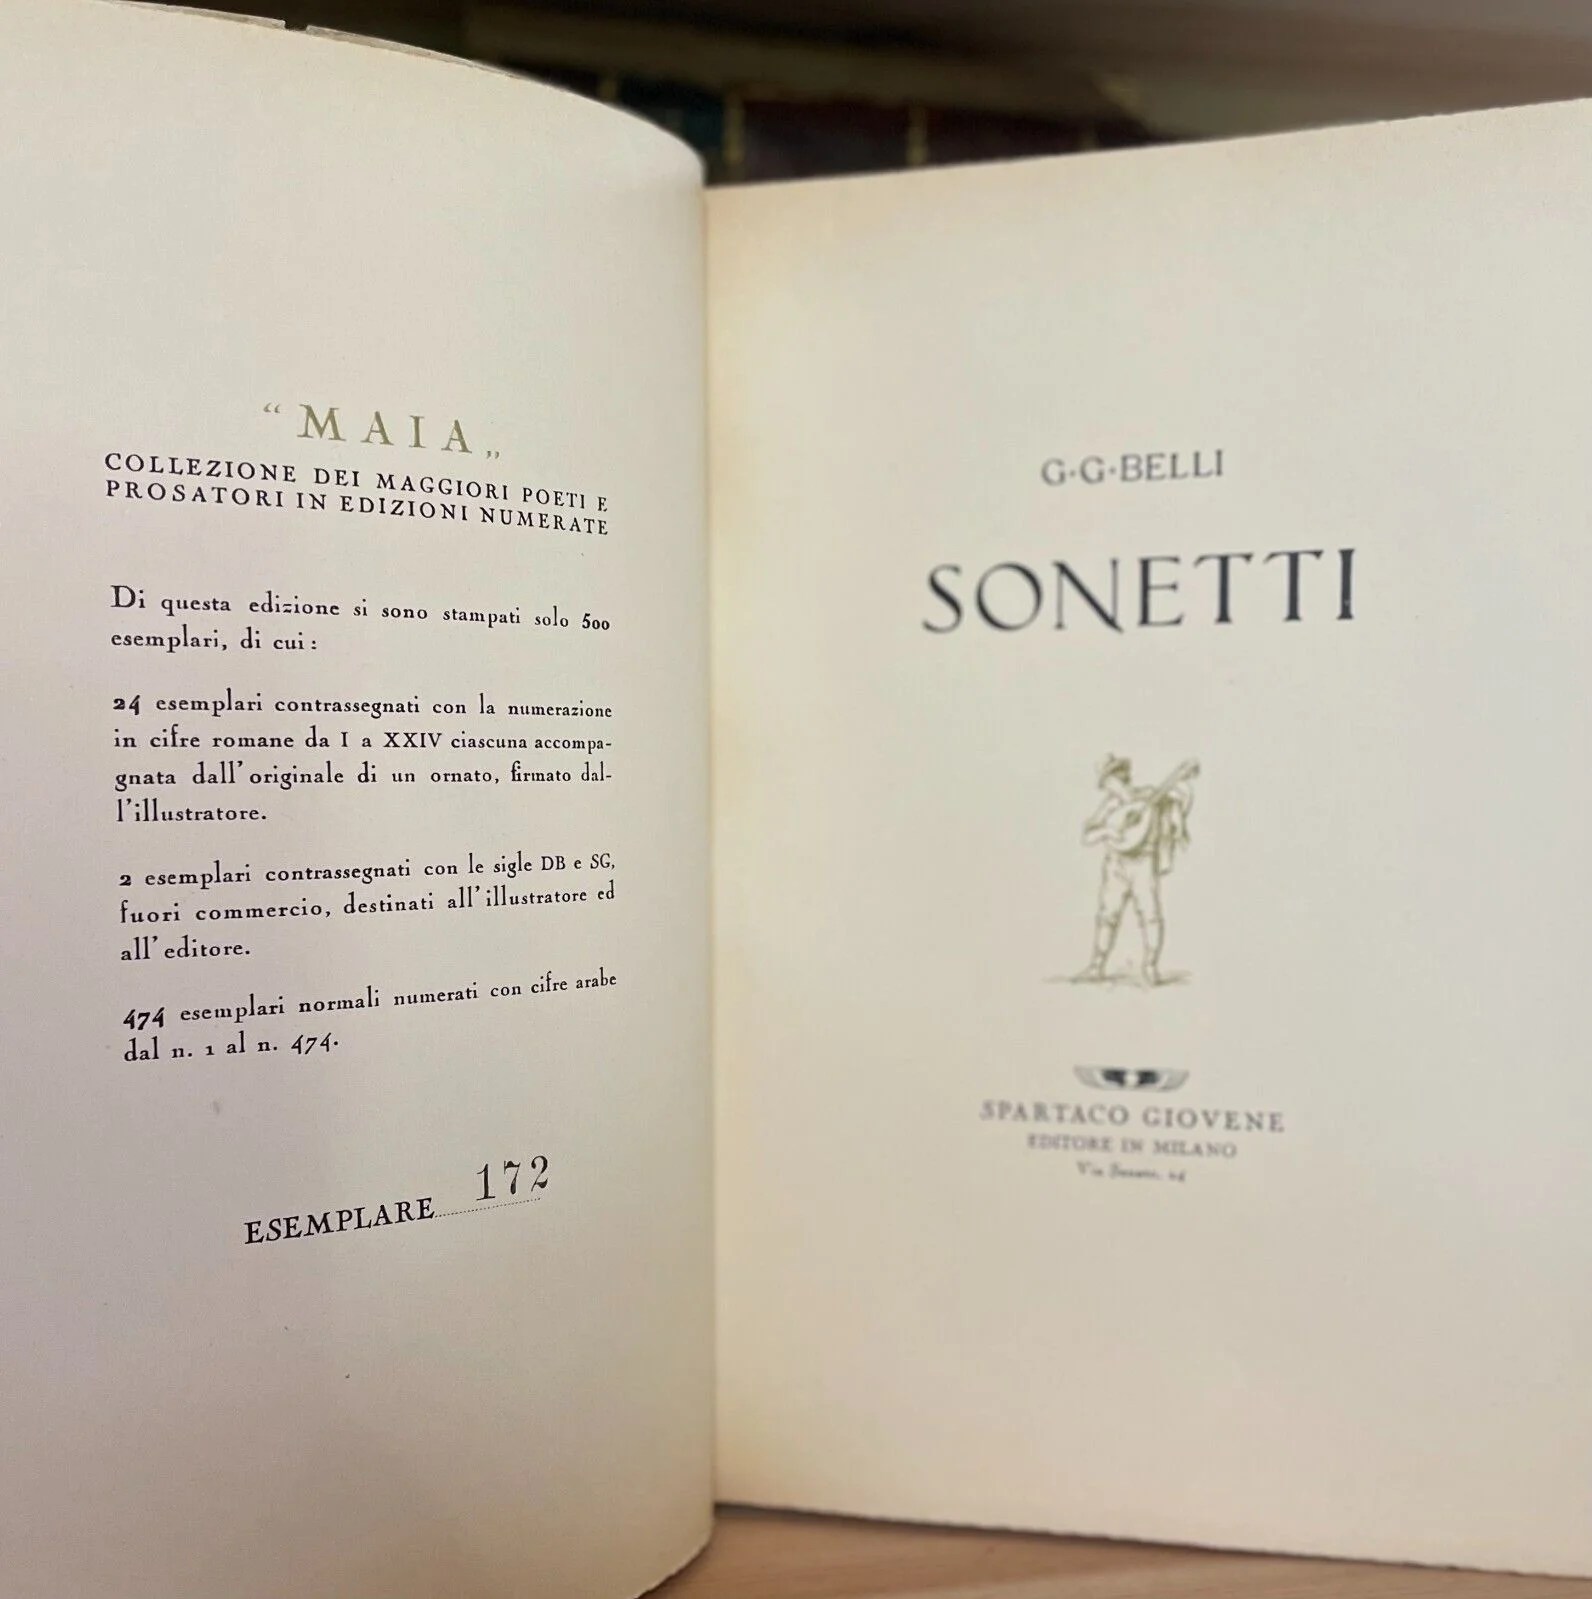 “MAIA„
COLLEZIONE DEI MAGGIORI POETI E
PROSATORI IN EDIZIONI NUMERATE
Di questa edizione si sono stampati solo 500
esemplari, di cui:
24 esemplari contrassegnati con la numerazione
in cifre romane da I a XXIV ciascuna accompa-
gnata dall'originale di un ornato, firmato dal-
l'illustratore.
2 esemplari contrassegnati con le sigle DB e SG,
fuori commercio, destinati all'illustratore ed
all'editore.
474 esemplari normali numerati con cifre arabe
dal n. 1 al n. 474.
ESEMPLARE 172
G·G·BELLI
SONETTI
SPARTACO GIOVENE
EDITORE IN MILANO
Via